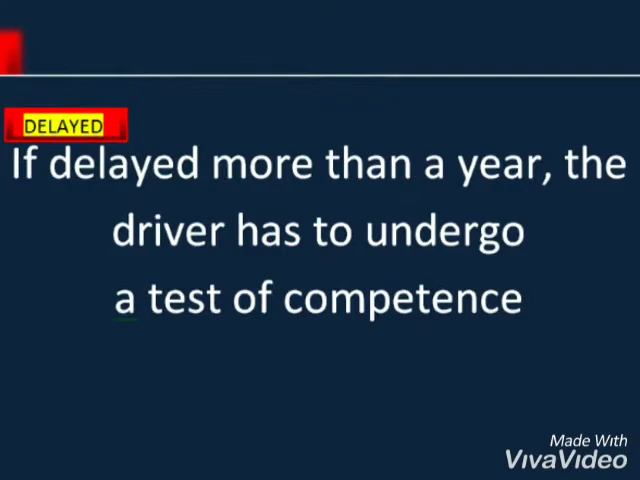 DELAYED
If delayed more than a year, the
driver has to undergo
a test of competence
Made With
VivaVideo